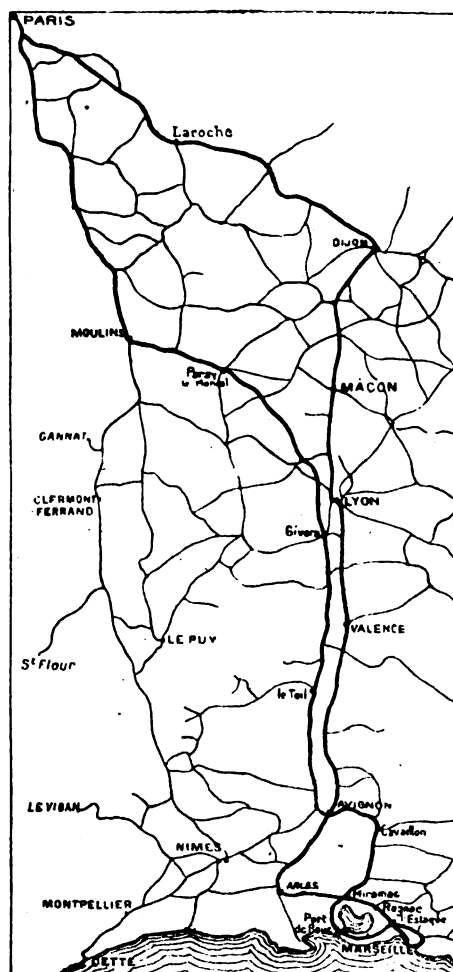 PARIS
Laroche
DIJON
MOULINS
Paray
le Monial
MÂCON
GANNAT
CLERMONT
FERRAND
LYON
Givors
VALENCE
LE PUY
St Flour
le Teil
AVIGNON
LE VIGAN
Cavaillon
NIMES
ARLES
Miramas
Rognac
l'Estaque
MONTPELLIER
Port
de Bouc
MARSEILLE
CETTE